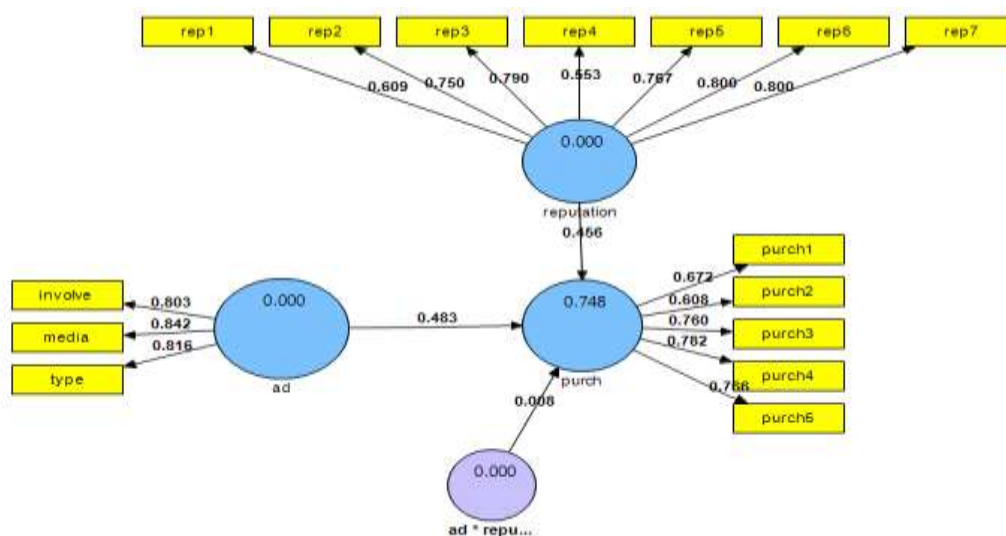 rep1 rep2 rep3 rep4 rep5 rep6 rep7
0.609 0.750 0.790 0.553 0.767 0.800 0.800
0.000
reputation
0.456
involve
media
type
0.803
0.842
0.816
0.000
ad
0.483
0.748
purch
0.672
0.608
0.760
0.782
0.766
purch1
purch2
purch3
purch4
purch5
0.008
0.000
ad * repu...